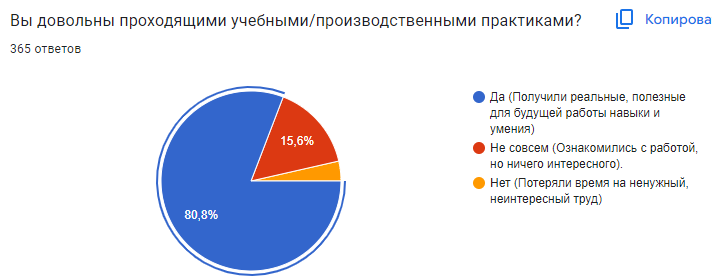 Вы довольны проходящими учебными/производственными практиками?
Копирова
365 ответов
Да (Получили реальные, полезные
для будущей работы навыки и
умения)
Не совсем (Ознакомились с работой,
но ничего интересного).
Нет (Потеряли время на ненужный,
неинтересный труд)
15,6%
80,8%